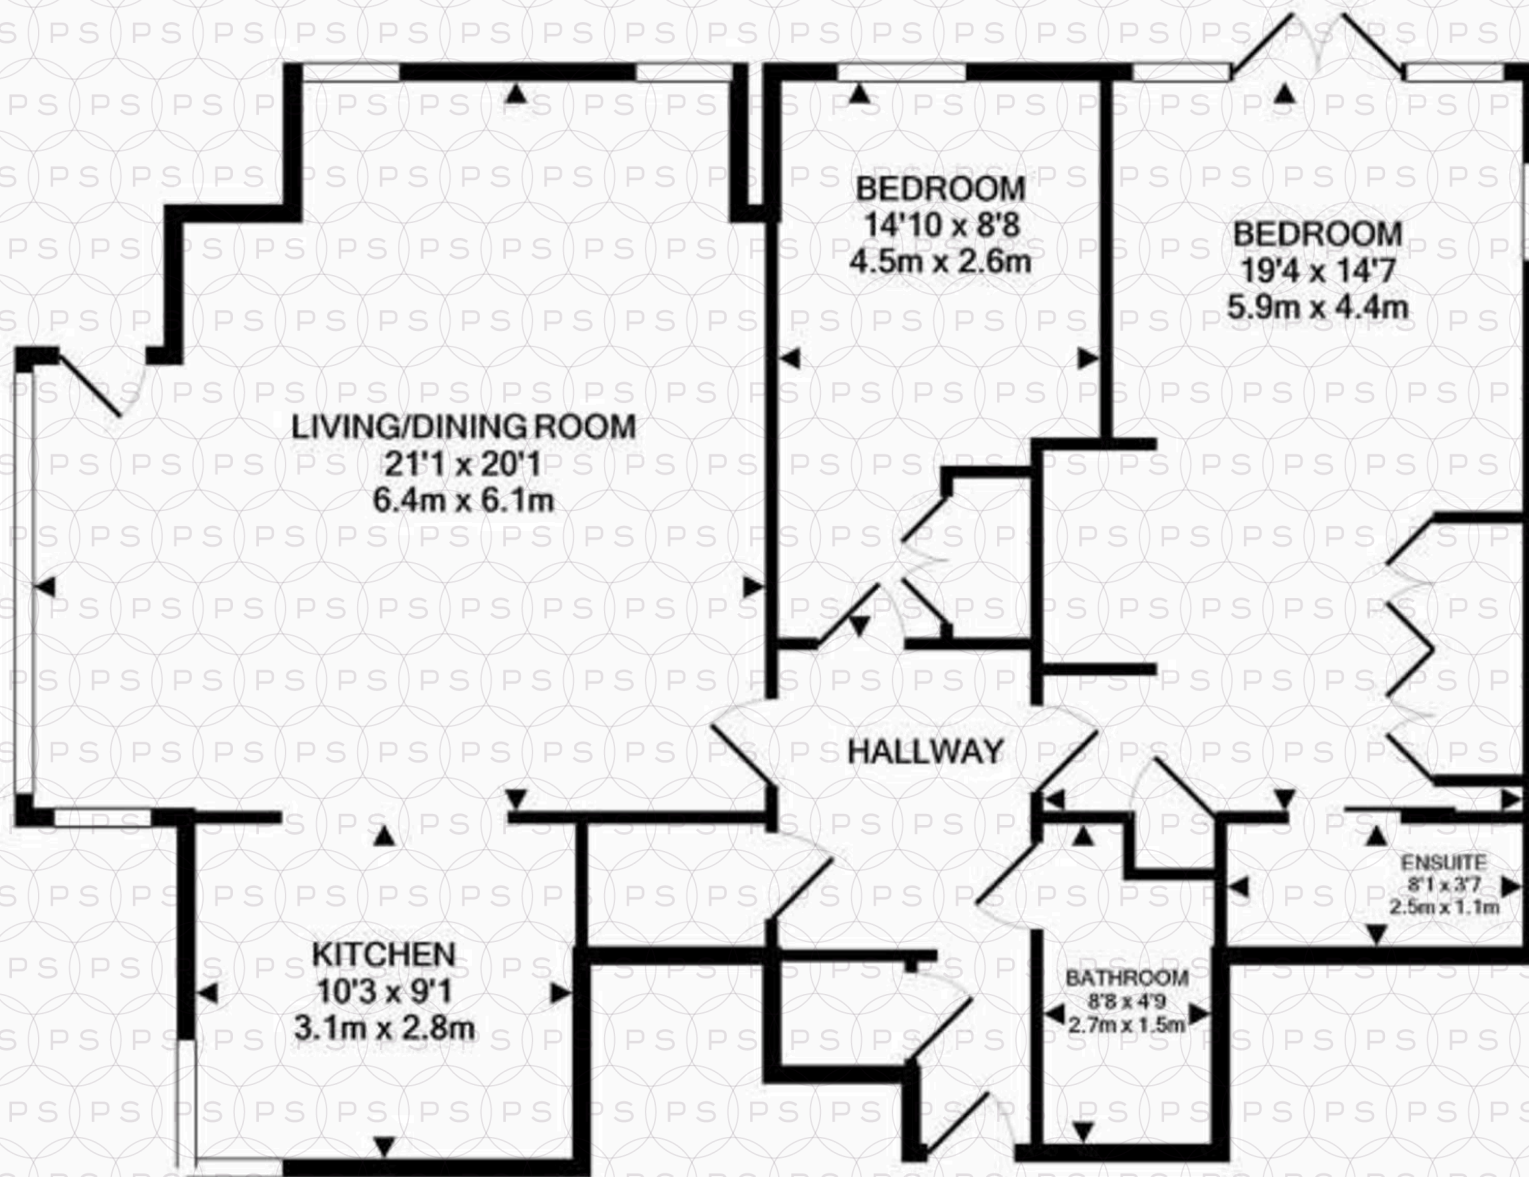 BEDROOM
14'10 x 8'8
4.5m x 2.6m
BEDROOM
19'4 x 14'7
5.9m x 4.4m
LIVING/DINING ROOM
21'1 x 20'1
6.4m x 6.1m
HALLWAY
ENSUITE
8'1 x 3'7
2.5m x 1.1m
KITCHEN
10'3 x 9'1
3.1m x 2.8m
BATHROOM
8'8 x 4'9
2.7m x 1.5m
PS